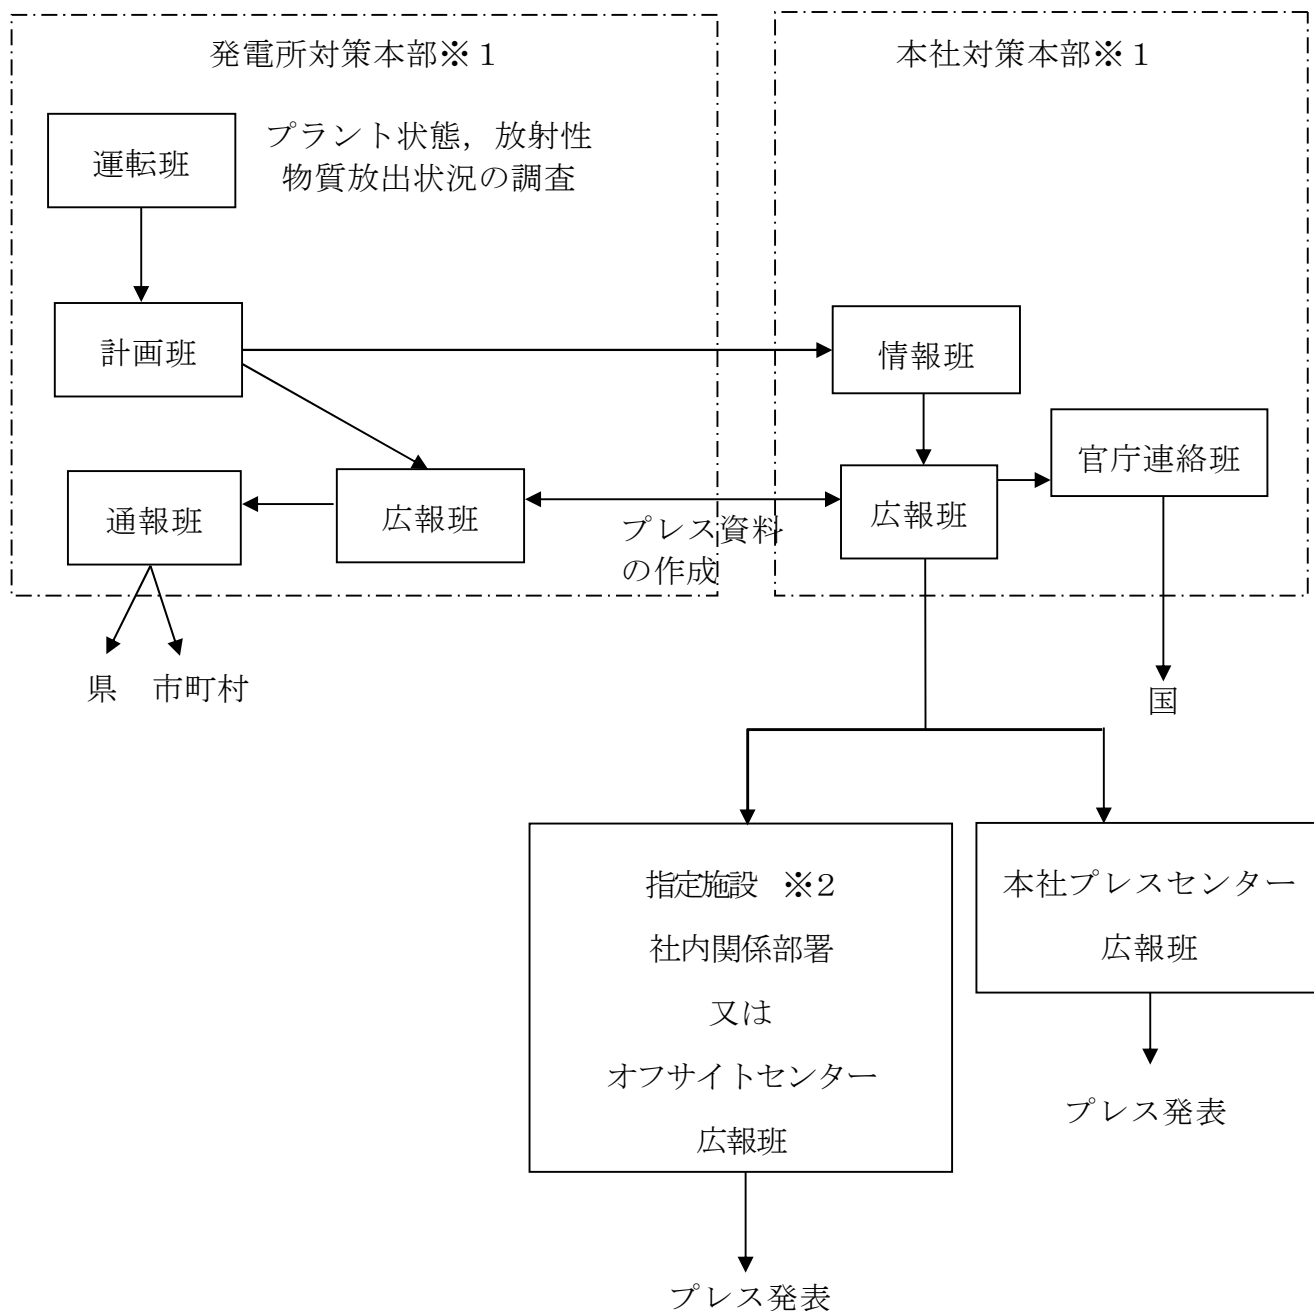 発電所対策本部※１
本社対策本部※１
運転班
プラント状態，放射性
物質放出状況の調査
計画班
情報班
官庁連絡班
通報班
広報班
広報班
プレス資料
の作成
県　市町村
国
指定施設　※2
社内関係部署
又は
オフサイトセンター
広報班
本社プレスセンター
広報班
プレス発表
プレス発表